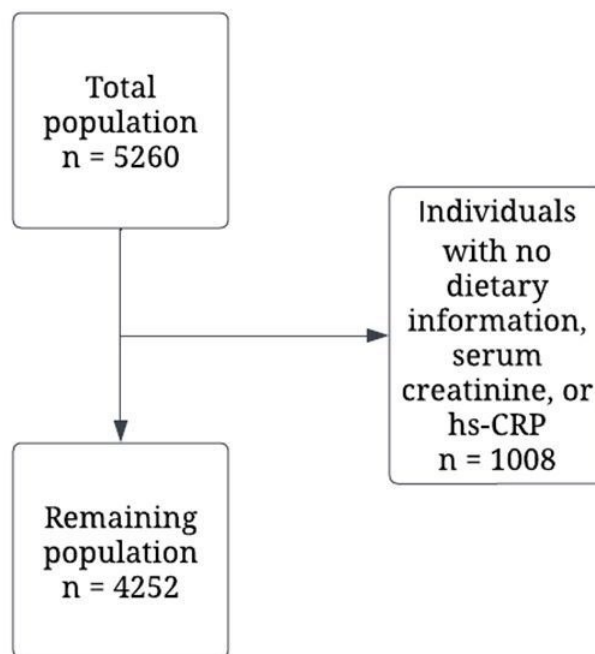 Total
population
n = 5260
Individuals
with no
dietary
information,
serum
creatinine, or
hs-CRP
n = 1008
Remaining
population
n = 4252